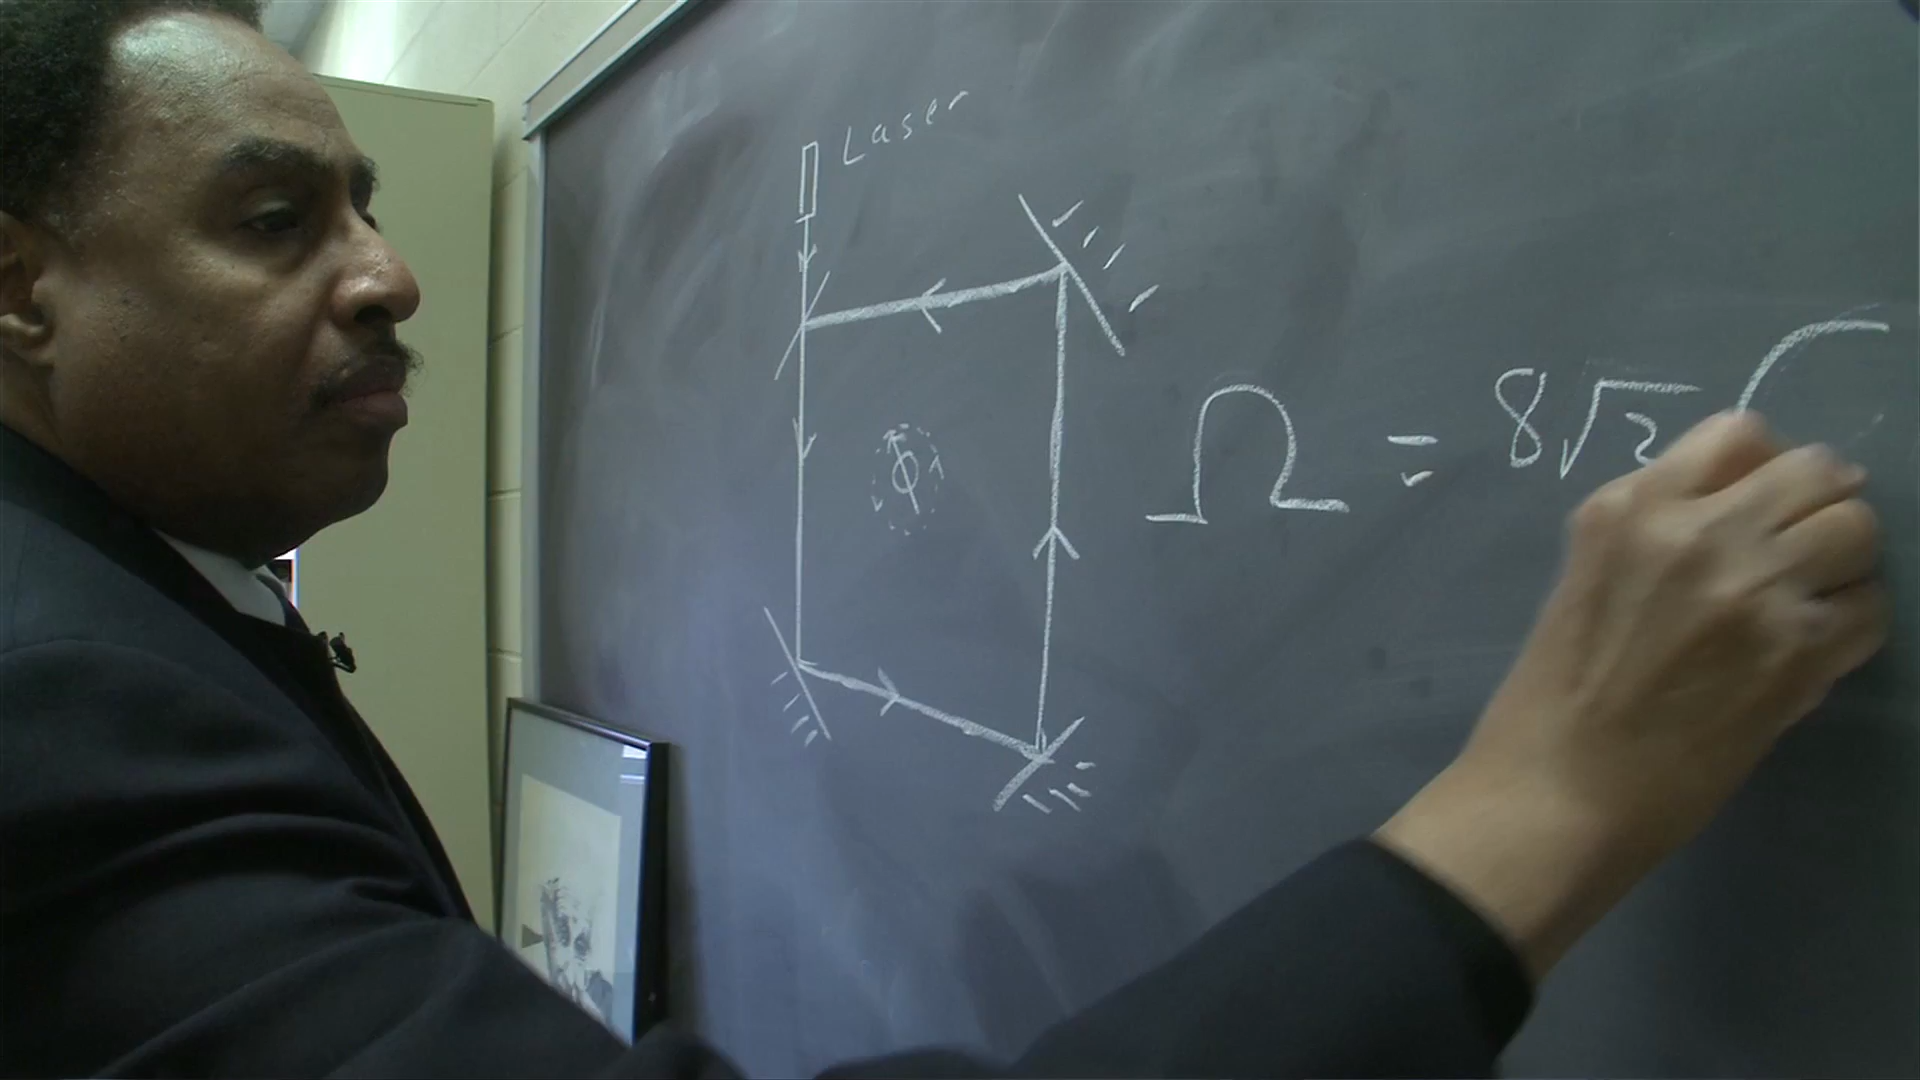 Laser
Ω = 8√2
ϕ